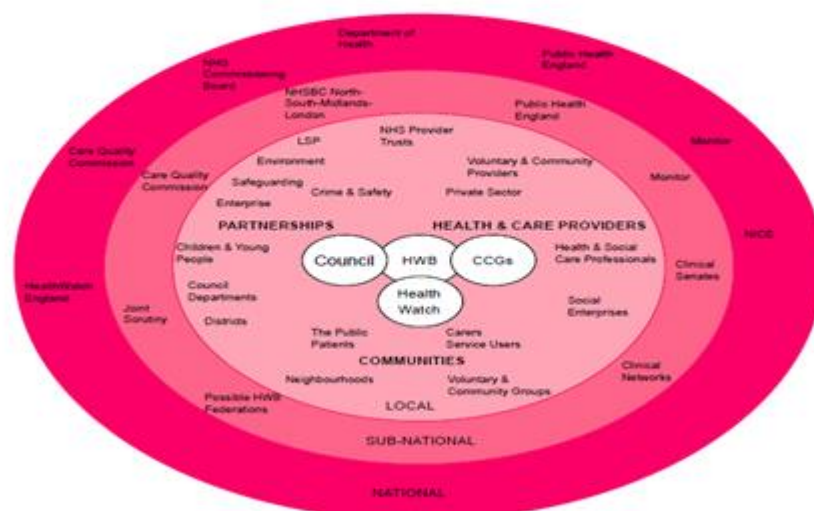 Department of
Health
Public Health
England
NHS
Commissioning
Board
NHSBC North-
South-Midlands-
London
Public Health
England
Monitor
Care Quality
Commission
Care Quality
Commission
LSP
NHS Provider
Trusts
Environment
Voluntary & Community
Providers
Monitor
Safeguarding
Crime & Safety
Private Sector
Enterprise
PARTNERSHIPS
HEALTH & CARE PROVIDERS
NICE
Children & Young
People
Council
HWB
CCGs
Health & Social
Care Professionals
Clinical
Senates
HealthWatch
England
Council
Departments
Health
Watch
Social
Enterprises
Joint
Scrutiny
Districts
The Public
Patients
Carers
Service Users
COMMUNITIES
Clinical
Networks
Neighbourhoods
Voluntary &
Community Groups
Possible HWB
Federations
LOCAL
SUB-NATIONAL
NATIONAL